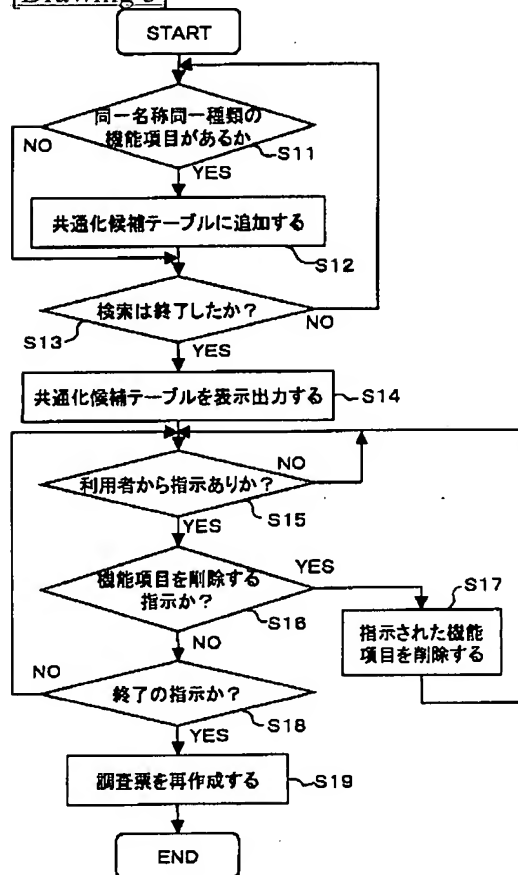 [Drawing 3]
START
同一名称同一種類の
機能項目があるか
NO
S11
YES
共通化候補テーブルに追加する
S12
検索は終了したか?
NO
S13
YES
共通化候補テーブルを表示出力する
S14
NO
利用者から指示ありか?
S15
YES
機能項目を削除する
指示か?
YES
S16
S17
指示された機能
項目を削除する
NO
NO
終了の指示か?
S18
YES
調査票を再作成する
S19
END